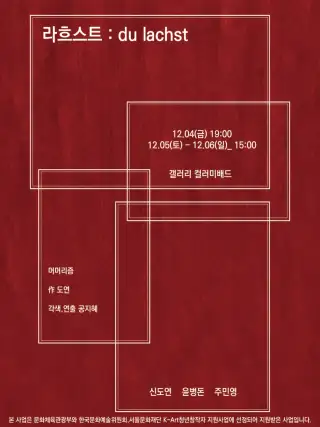 라흐스트 : du lachst
12.04(금) 19:00
12.05(토) - 12.06(일)_ 15:00
갤러리 컬러미배드
머머리즘
作 도연
각색,연출 공지혜
신도연 윤병돈 주민영
본 사업은 문화체육관광부와 한국문화예술위원회,서울문화재단 K-Art청년창작자 지원사업에 선정되어 지원받은 사업입니다.